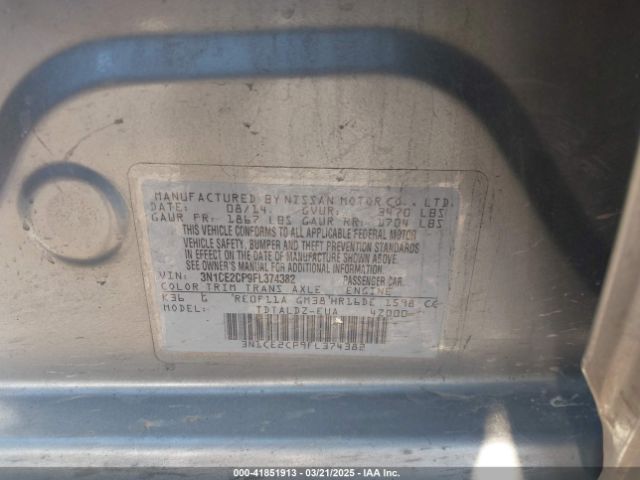 MANUFACTURED BY NISSAN MOTOR CO., LTD.
DATE: 08/14 GVWR: 3470 LBS
GAWR FR: 1867 LBS GAWR RR: 1704 LBS
THIS VEHICLE CONFORMS TO ALL APPLICABLE FEDERAL MOTOR
VEHICLE SAFETY, BUMPER AND THEFT PREVENTION STANDARDS
IN EFFECT ON THE DATE OF MANUFACTURE SHOWN ABOVE.
SEE OWNER'S MANUAL FOR ADDITIONAL INFORMATION
VIN: 3N1CE2CP9FL374382 PASSENGER CAR
COLOR TRIM TRANS AXLE ENGINE
K36 G RE0F11A GM38 HR16DE 1598 CC
MODEL: TDTALDZ-EUA 4Z000
3N1CE2CP9FL374382
000-41851913 - 03/21/2025 - IAA Inc.